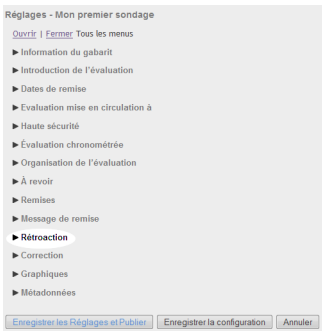 Réglages - Mon premier sondage
Ouvrir | Fermer Tous les menus
Information du gabarit
Introduction de l'évaluation
Dates de remise
Evaluation mise en circulation à
Haute sécurité
Évaluation chronométrée
Organisation de l'évaluation
À revoir
Remises
Message de remise
Rétroaction
Correction
Graphiques
Métadonnées
Enregistrer les Réglages et Publier Enregistrer la configuration Annuler